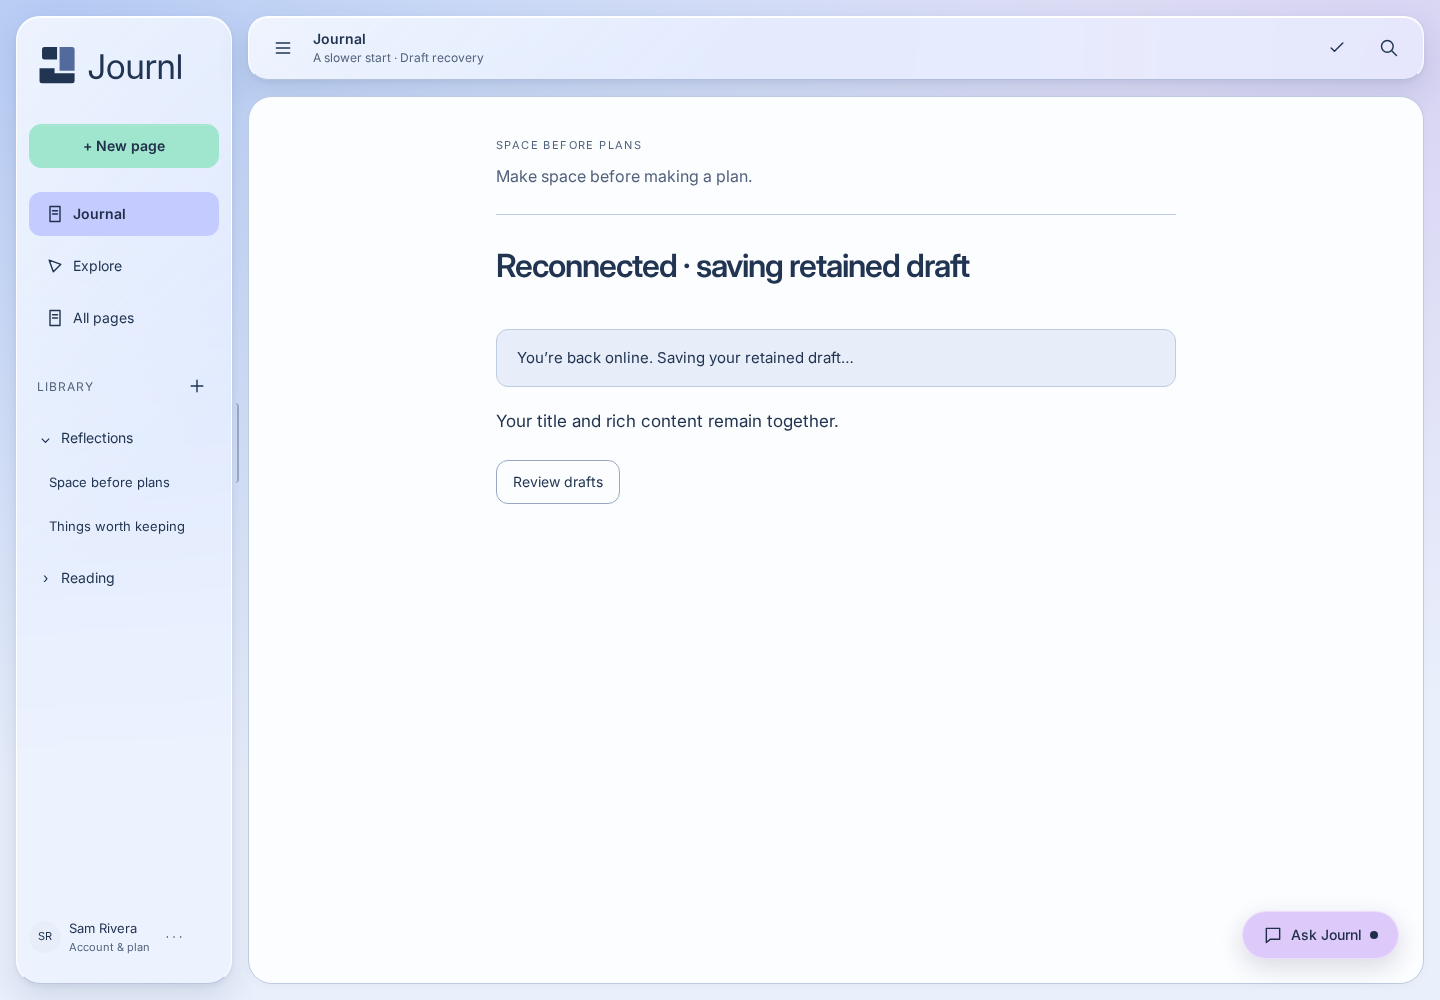 Journl
+ New page
Journal
Explore
All pages
LIBRARY
Reflections
Space before plans
Things worth keeping
Reading
SR
Sam Rivera
Account & plan
Journal
A slower start · Draft recovery
SPACE BEFORE PLANS
Make space before making a plan.
Reconnected · saving retained draft
You’re back online. Saving your retained draft…
Your title and rich content remain together.
Review drafts
Ask Journl